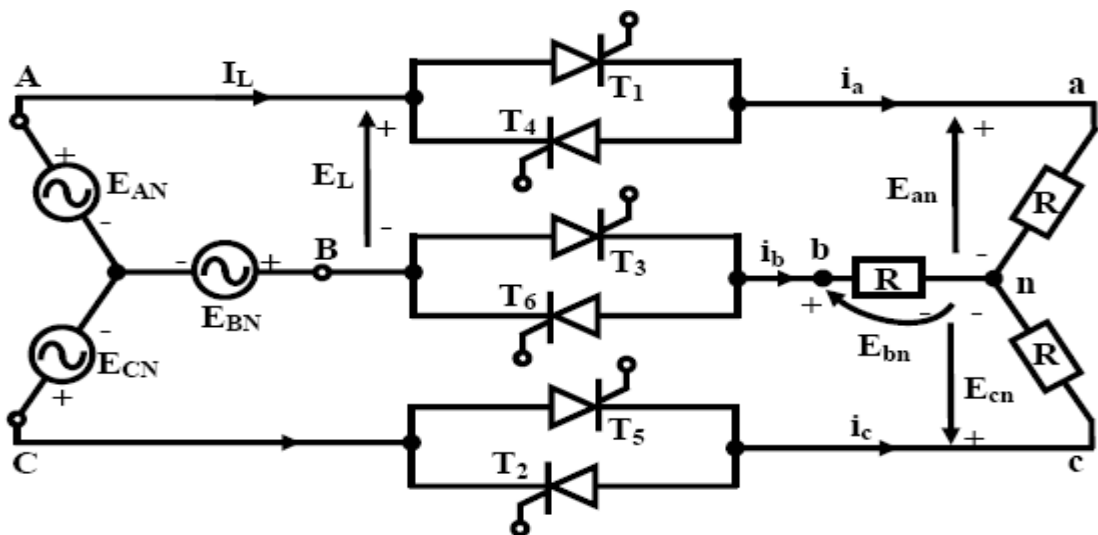 A
I_L
T_1
i_a
a
T_4
E_AN
E_L
E_an
R
B
T_3
i_b
b
R
n
E_BN
T_6
E_bn
R
E_CN
E_cn
T_5
i_c
C
T_2
c